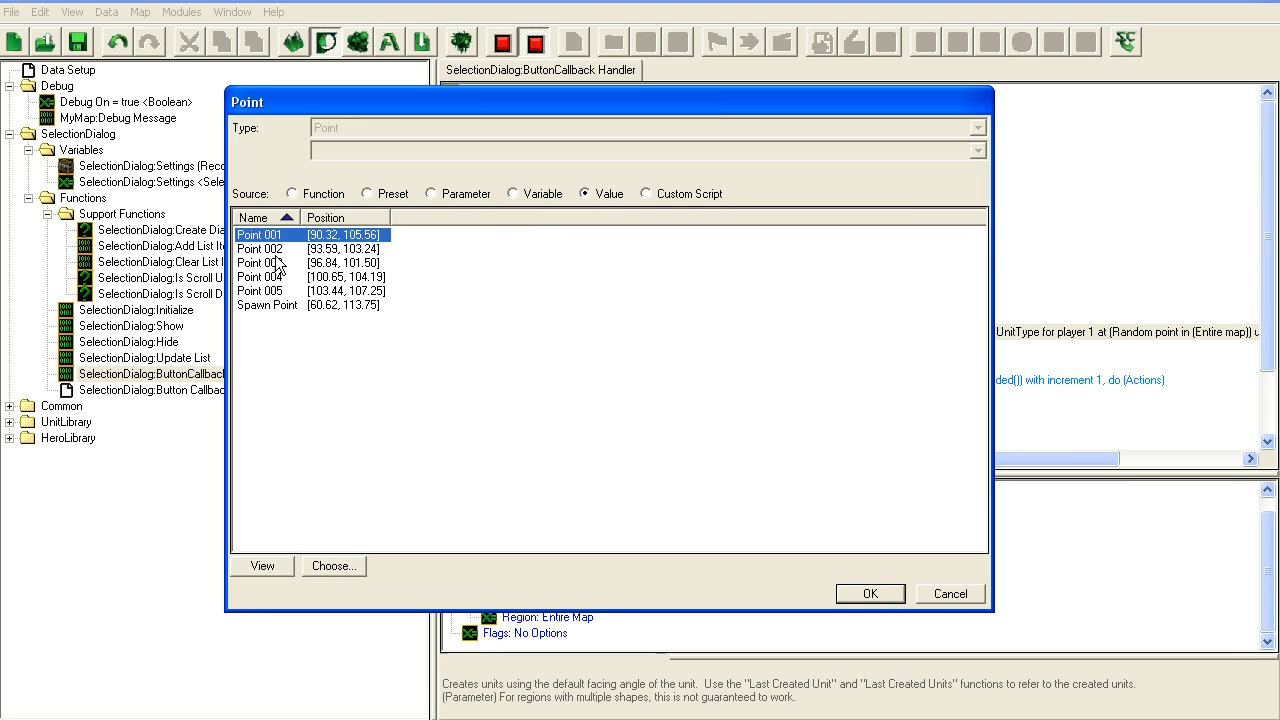 File Edit View Data Map Modules Window Help
Data Setup
Debug
Debug On = true <Boolean>
MyMap:Debug Message
SelectionDialog
Variables
SelectionDialog:Settings (Reco
SelectionDialog:Settings <Sele
Functions
Support Functions
SelectionDialog:Create Dia
SelectionDialog:Add List Ite
SelectionDialog:Clear List I
SelectionDialog:Is Scroll U
SelectionDialog:Is Scroll D
SelectionDialog:Initialize
SelectionDialog:Show
SelectionDialog:Hide
SelectionDialog:Update List
SelectionDialog:ButtonCallback
SelectionDialog:Button Callba
Common
UnitLibrary
HeroLibrary
SelectionDialog:ButtonCallback Handler
Point
Type: Point
Source: Function Preset Parameter Variable Value Custom Script
Name Position
Point 001 [90.32, 105.56]
Point 002 [93.59, 103.24]
Point [96.84, 101.50]
Point 004 [100.65, 104.19]
Point 005 [103.44, 107.25]
Spawn Point [60.62, 113.75]
View Choose...
OK Cancel
UnitType for player 1 at (Random point in (Entire map)) u
ded()) with increment 1, do (Actions)
Region: Entire Map
Flags: No Options
Creates units using the default facing angle of the unit. Use the "Last Created Unit" and "Last Created Units" functions to refer to the created units.
(Parameter) For regions with multiple shapes, this is not guaranteed to work.